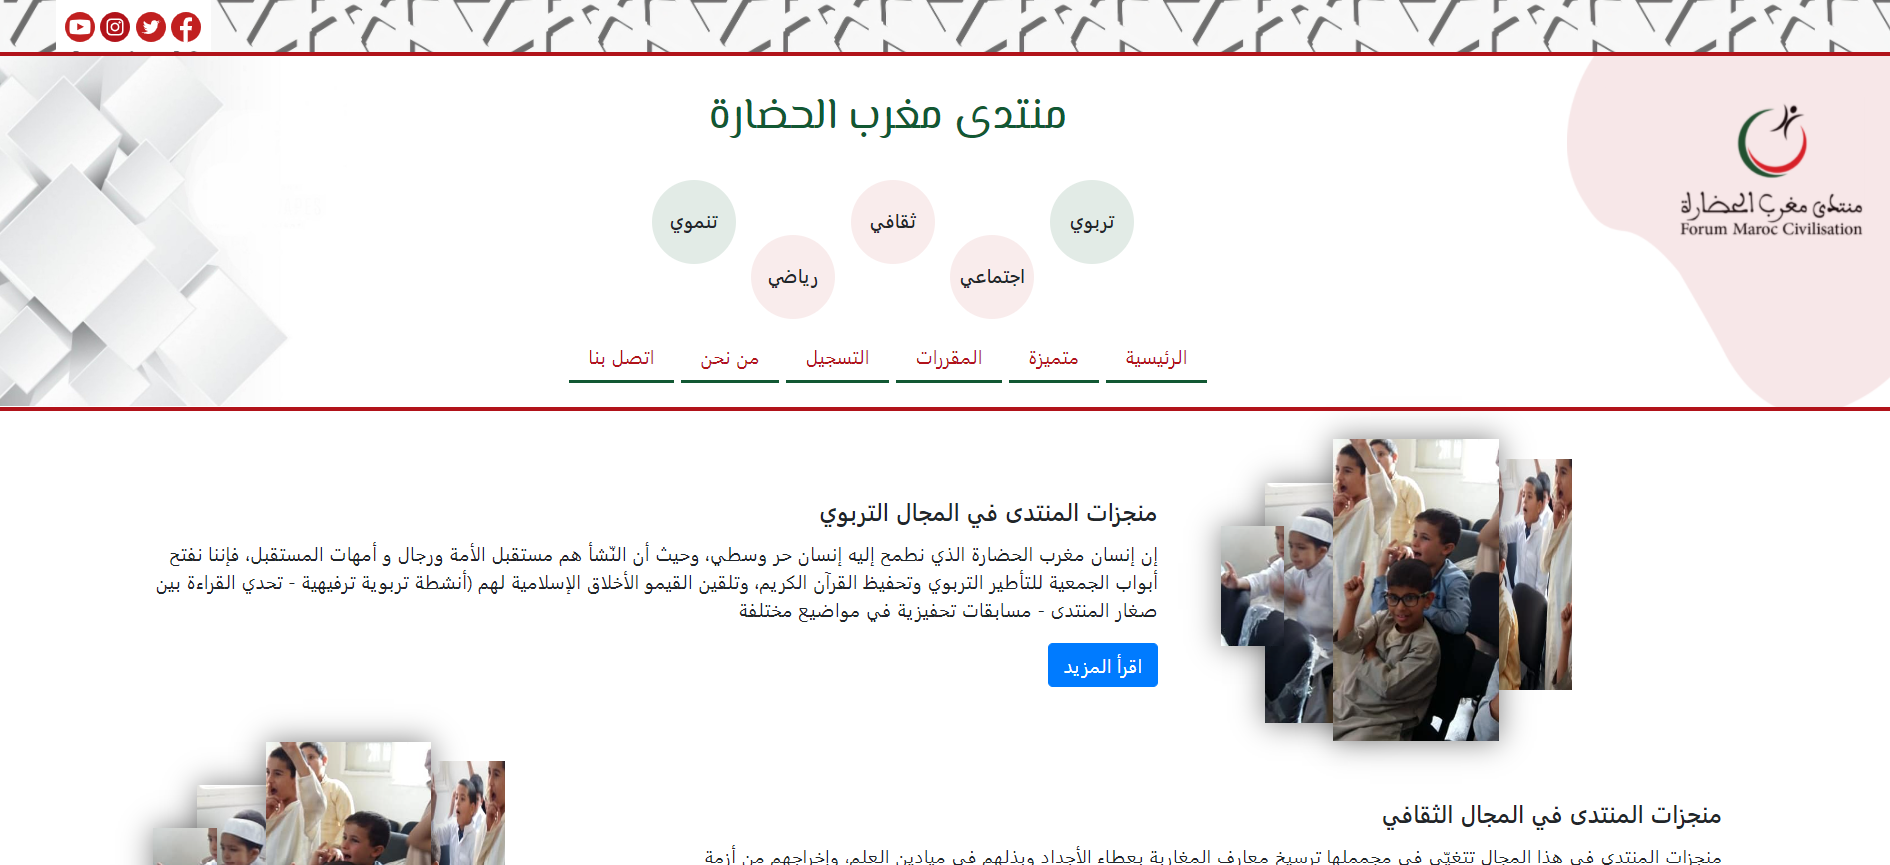 منتدى مغرب الحضارة
منتدى مغرب الحضارة
Forum Maroc Civilisation
تربوي
ثقافي
تنموي
اجتماعي
رياضي
الرئيسية
متميزة
المقررات
التسجيل
من نحن
اتصل بنا
منجزات المنتدى في المجال التربوي
إن إنسان مغرب الحضارة الذي نطمح إليه إنسان حر وسطي، وحيث أن النّشأ هم مستقبل الأمة ورجال و أمهات المستقبل، فإننا نفتح
أبواب الجمعية للتأطير التربوي وتحفيظ القرآن الكريم، وتلقين القيمو الأخلاق الإسلامية لهم (أنشطة تربوية ترفيهية - تحدي القراءة بين
صغار المنتدى - مسابقات تحفيزية في مواضيع مختلفة
اقرأ المزيد
منجزات المنتدى في المجال الثقافي
منجزات المنتدى في هذا المجال تتغيّى في مجمملها ترسيخ معارف المغاربة بعطاء الأجداد وبذلهم في ميادين العلم، وإخراجهم من أزمة